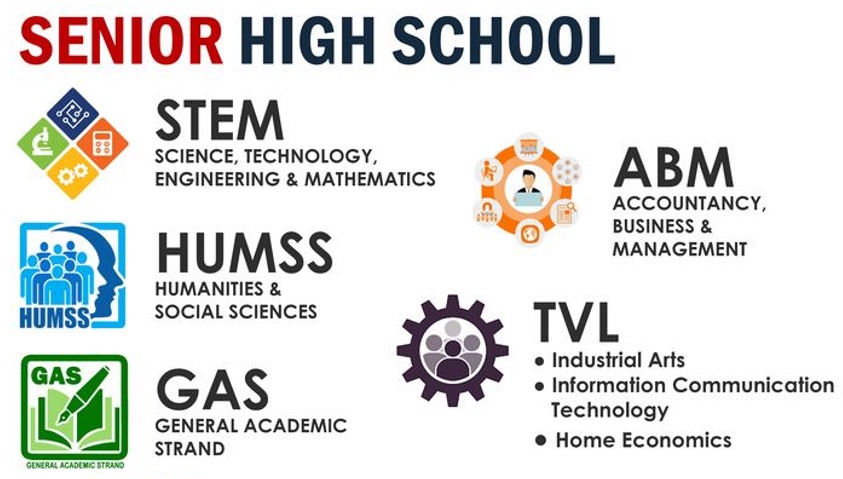 SENIOR HIGH SCHOOL
STEM
SCIENCE, TECHNOLOGY,
ENGINEERING & MATHEMATICS
HUMSS
HUMSS
HUMANITIES &
SOCIAL SCIENCES
GAS
GENERAL ACADEMIC STRAND
GAS
GENERAL ACADEMIC
STRAND
ABM
ACCOUNTANCY,
BUSINESS &
MANAGEMENT
TVL
● Industrial Arts
● Information Communication
Technology
● Home Economics